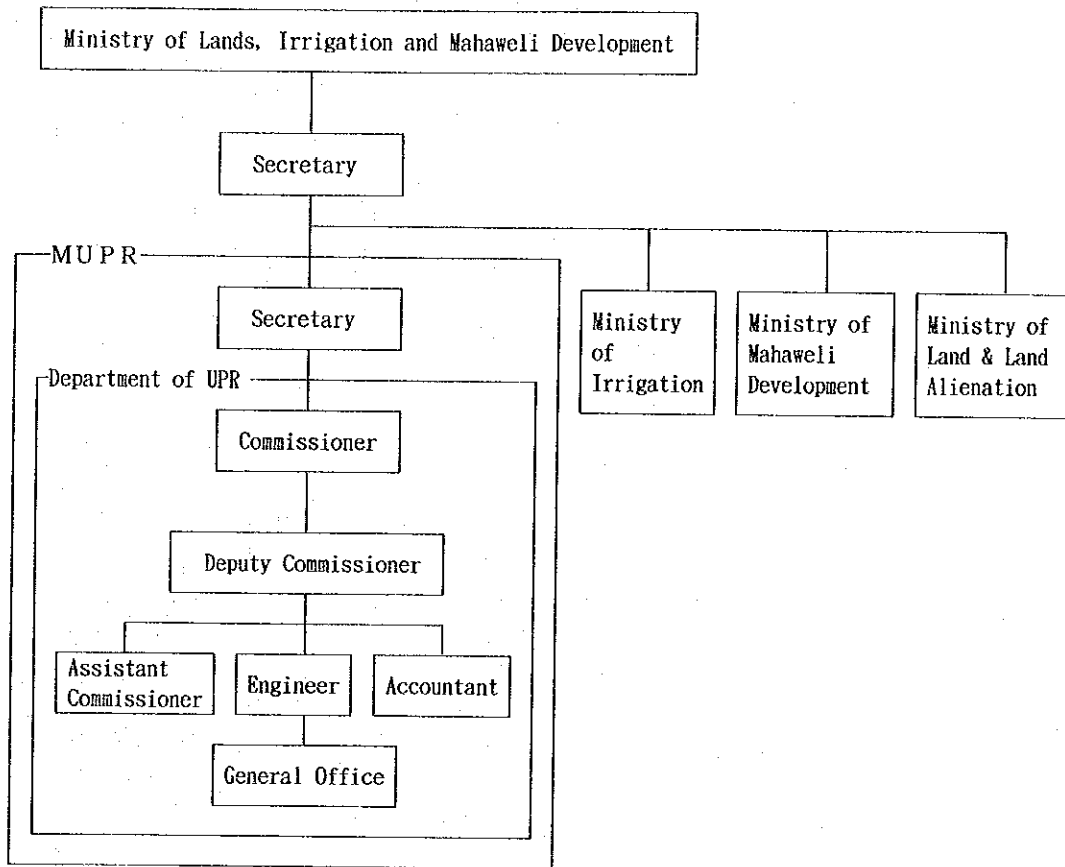 Ministry of Lands, Irrigation and Mahaweli Development
Secretary
MUPR
Secretary
Ministry
of
Irrigation
Ministry of
Mahaweli
Development
Ministry of
Land & Land
Alienation
Department of UPR
Commissioner
Deputy Commissioner
Assistant
Commissioner
Engineer
Accountant
General Office